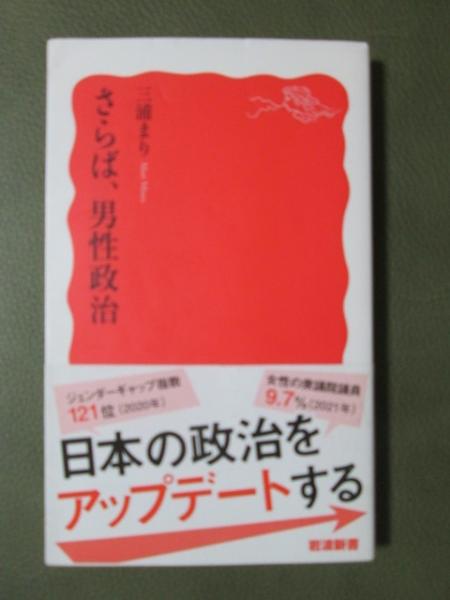 三浦まり Mari Miura
さらば、男性政治
ジェンダーギャップ指数
121位(2020年)
女性の衆議院議員
9.7%(2021年)
日本の政治を
アップデートする
岩波新書